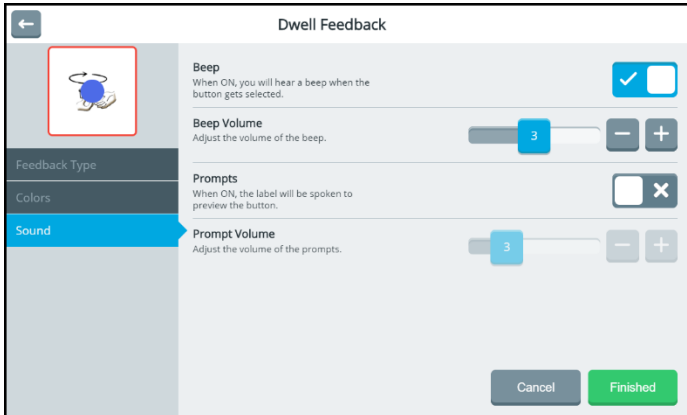 Dwell Feedback
Feedback Type
Colors
Sound
Beep
When ON, you will hear a beep when the
button gets selected.
Beep Volume
Adjust the volume of the beep.
3
Prompts
When ON, the label will be spoken to
preview the button.
Prompt Volume
Adjust the volume of the prompts.
3
Cancel
Finished